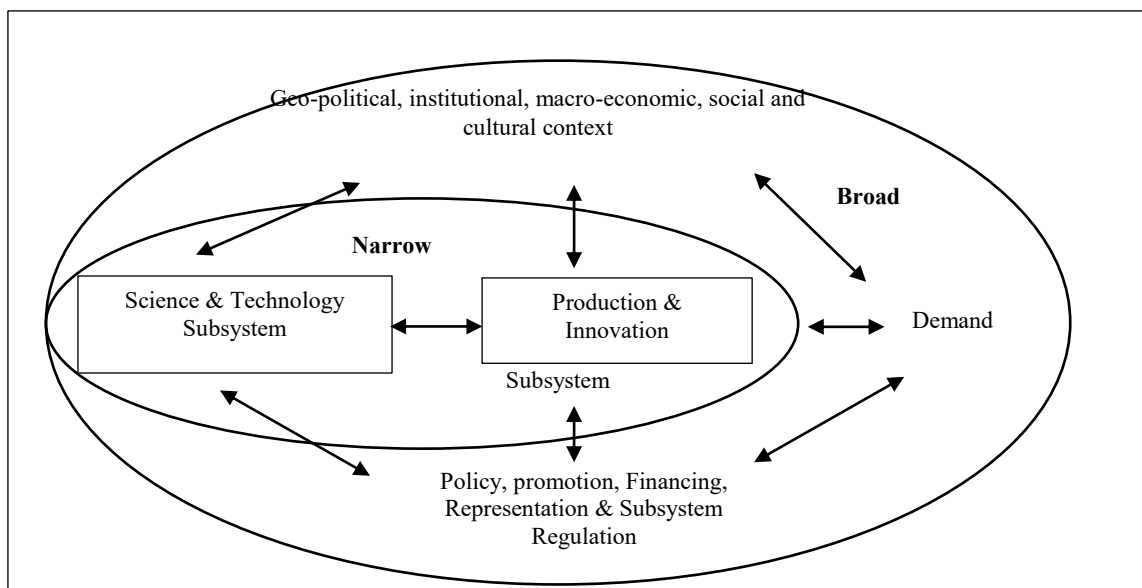 Geo-political, institutional, macro-economic, social and
cultural context
Broad
Narrow
Science & Technology
Subsystem
Production &
Innovation
Subsystem
Demand
Policy, promotion, Financing,
Representation & Subsystem
Regulation